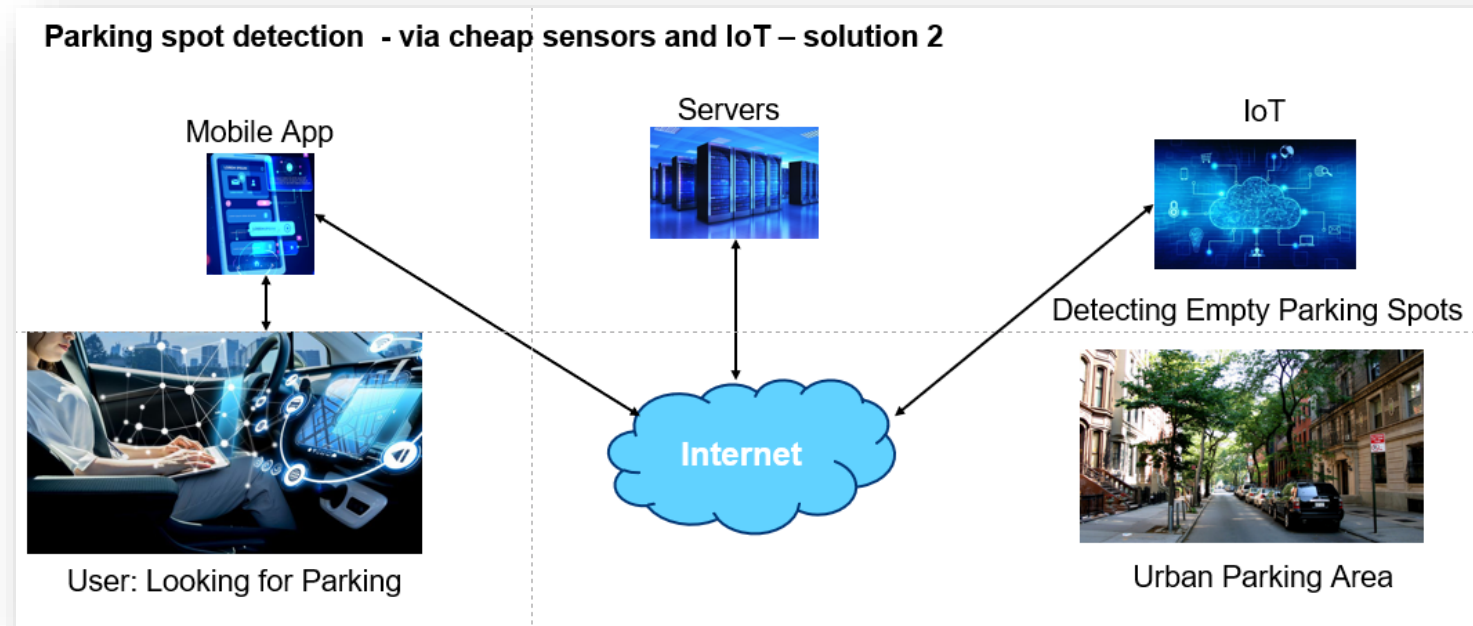 Parking spot detection  - via cheap sensors and IoT – solution 2
Mobile App
Servers
IoT
Detecting Empty Parking Spots
Internet
User: Looking for Parking
Urban Parking Area